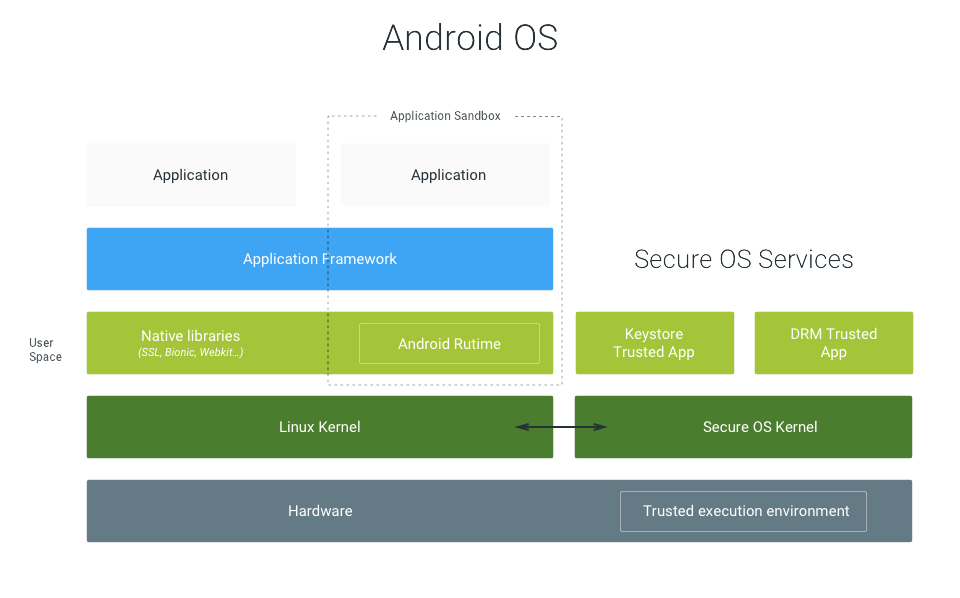 Android OS
Application Sandbox
Application
Application
Application Framework
Secure OS Services
User
Space
Native libraries
(SSL, Bionic, Webkit…)
Android Rutime
Keystore
Trusted App
DRM Trusted
App
Linux Kernel
Secure OS Kernel
Hardware
Trusted execution environment